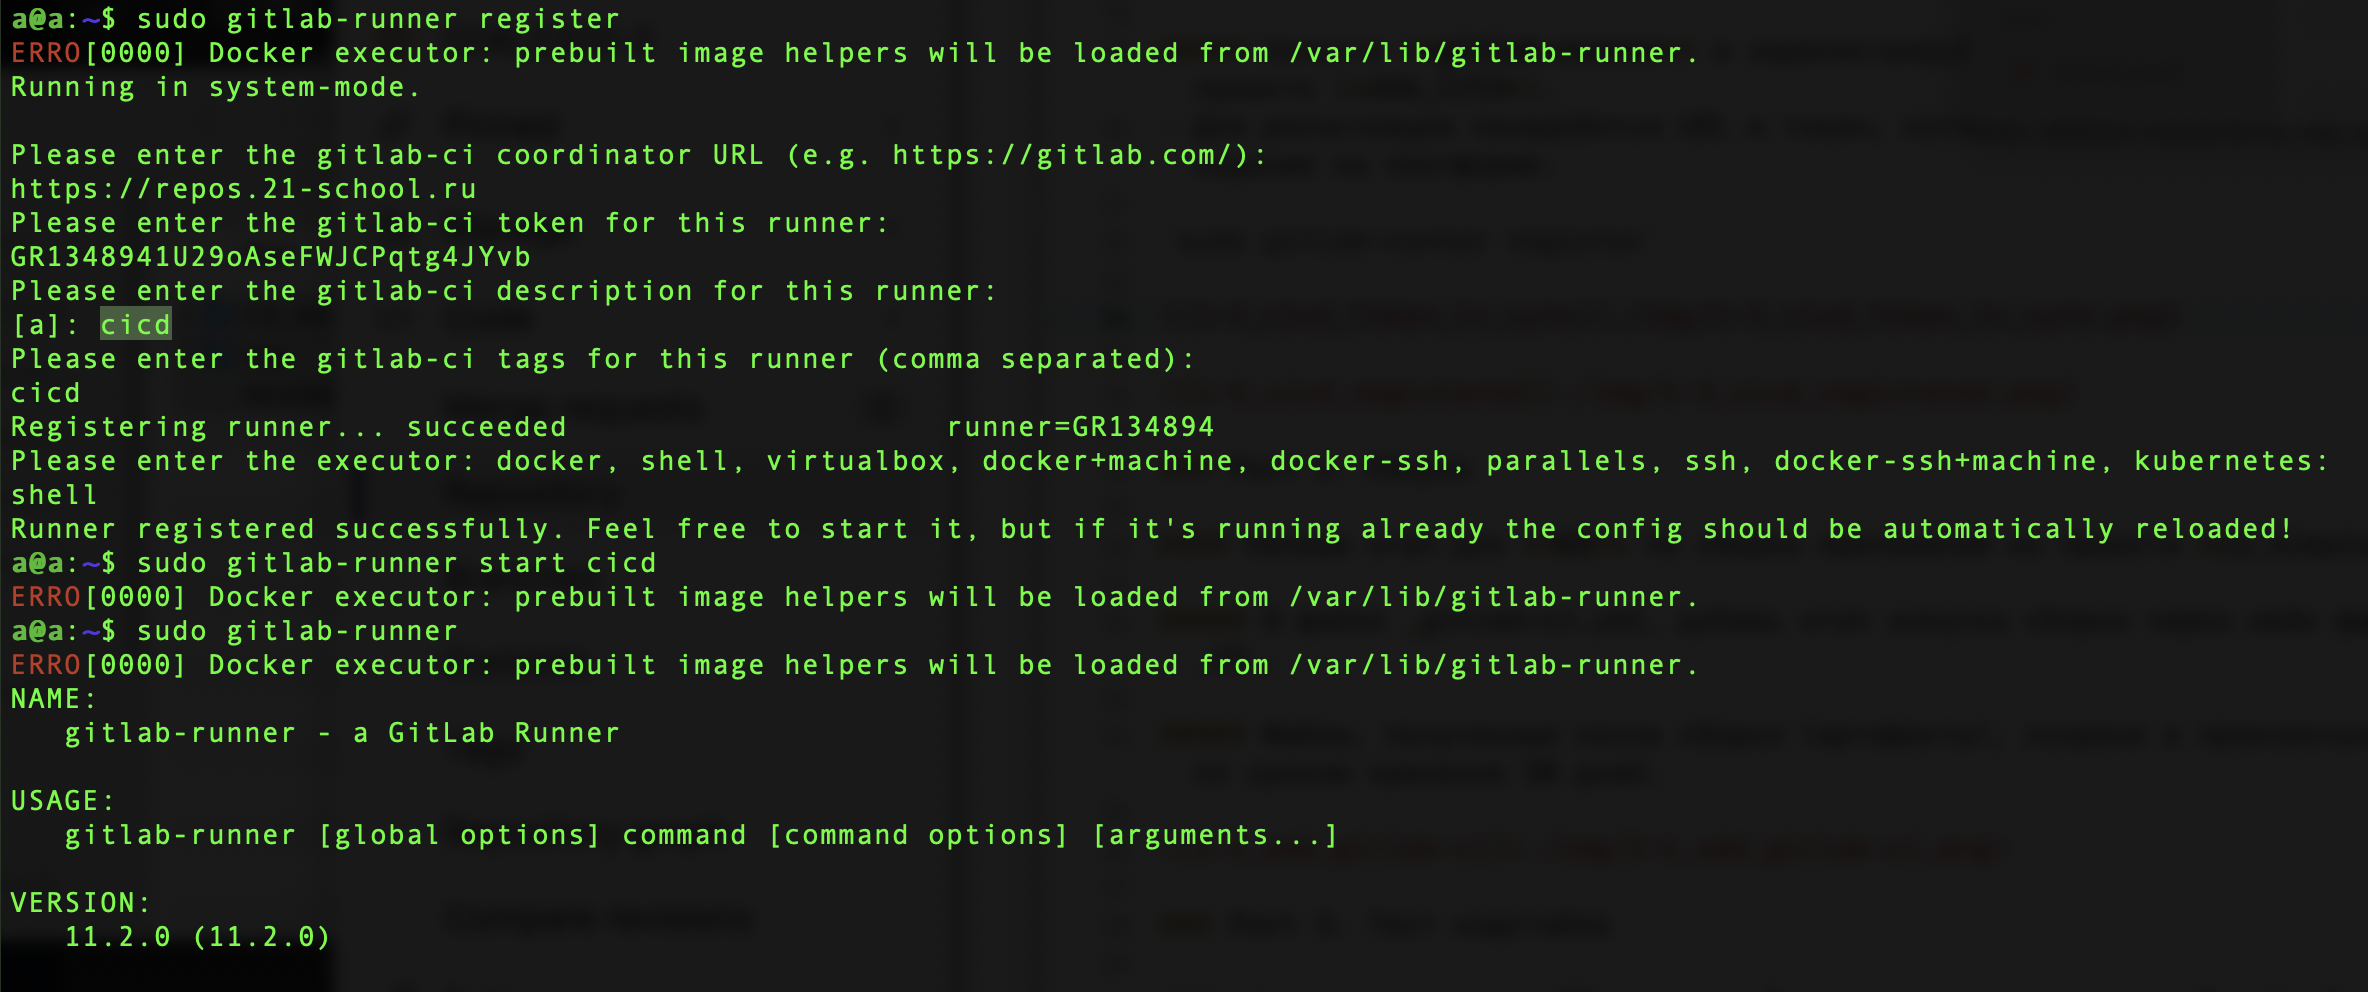 a@a:~$ sudo gitlab-runner register
ERRO[0000] Docker executor: prebuilt image helpers will be loaded from /var/lib/gitlab-runner.
Running in system-mode.
Please enter the gitlab-ci coordinator URL (e.g. https://gitlab.com/):
https://repos.21-school.ru
Please enter the gitlab-ci token for this runner:
GR1348941U29oAseFWJCPqtg4JYvb
Please enter the gitlab-ci description for this runner:
[a]: cicd
Please enter the gitlab-ci tags for this runner (comma separated):
cicd
Registering runner... succeeded                     runner=GR134894
Please enter the executor: docker, shell, virtualbox, docker+machine, docker-ssh, parallels, ssh, docker-ssh+machine, kubernetes:
shell
Runner registered successfully. Feel free to start it, but if it's running already the config should be automatically reloaded!
a@a:~$ sudo gitlab-runner start cicd
ERRO[0000] Docker executor: prebuilt image helpers will be loaded from /var/lib/gitlab-runner.
a@a:~$ sudo gitlab-runner
ERRO[0000] Docker executor: prebuilt image helpers will be loaded from /var/lib/gitlab-runner.
NAME:
   gitlab-runner - a GitLab Runner
USAGE:
   gitlab-runner [global options] command [command options] [arguments...]
VERSION:
   11.2.0 (11.2.0)